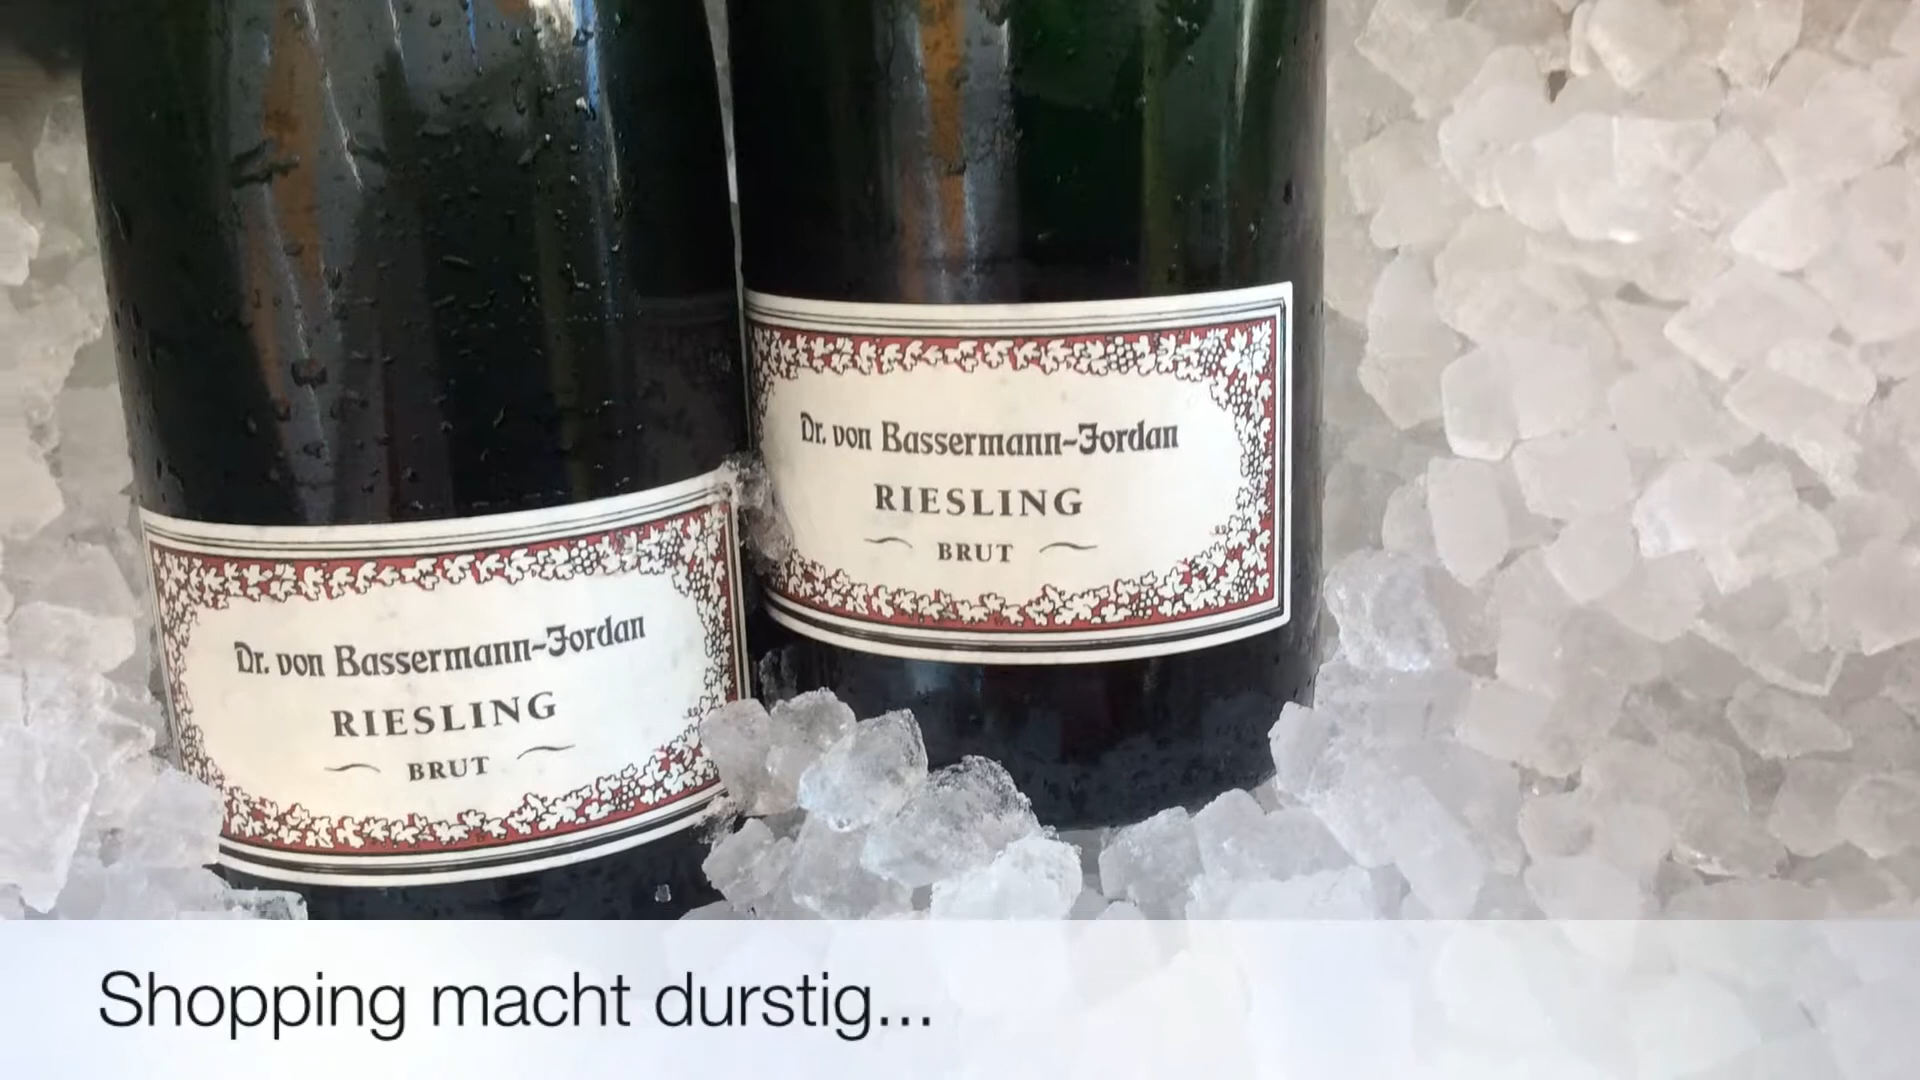 Dr. von Bassermann-Jordan
RIESLING
BRUT
Dr. von Bassermann-Jordan
RIESLING
BRUT
Shopping macht durstig...